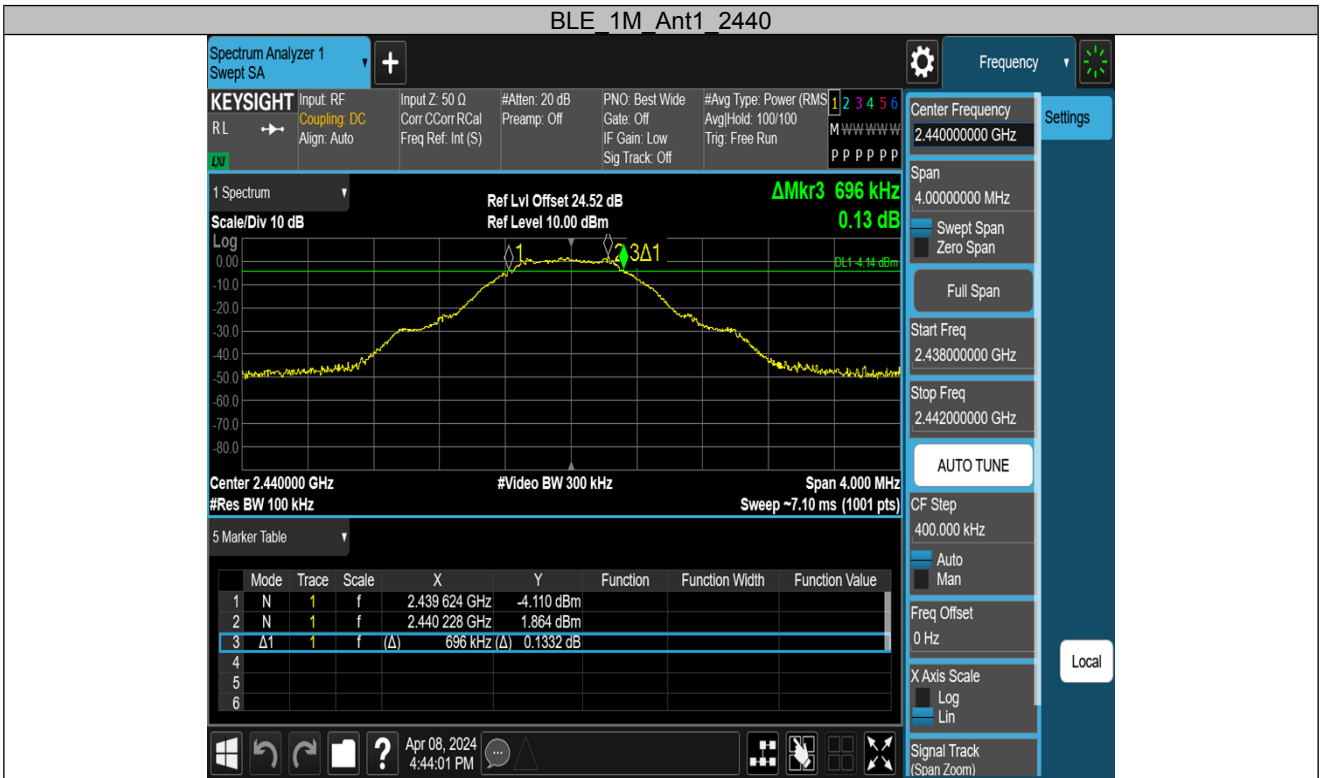 BLE_1M_Ant1_2440
Spectrum Analyzer 1
Swept SA
+
Frequency
KEYSIGHT
RL
LXI
Input: RF
Coupling: DC
Align: Auto
Input Z: 50 Ω
Corr CCorr RCal
Freq Ref: Int (S)
#Atten: 20 dB
Preamp: Off
PNO: Best Wide
Gate: Off
IF Gain: Low
Sig Track: Off
#Avg Type: Power (RMS
Avg|Hold: 100/100
Trig: Free Run
1 2 3 4 5 6
M W W W W W
P P P P P P
1 Spectrum
Scale/Div 10 dB
Ref Lvl Offset 24.52 dB
Ref Level 10.00 dBm
ΔMkr3 696 kHz
0.13 dB
Log
0.00
-10.0
-20.0
-30.0
-40.0
-50.0
-60.0
-70.0
-80.0
1
2
3Δ1
DL1 -4.14 dBm
Center 2.440000 GHz
#Video BW 300 kHz
Span 4.000 MHz
#Res BW 100 kHz
Sweep ~7.10 ms (1001 pts)
5 Marker Table
Mode Trace Scale X Y Function Function Width Function Value
1 N 1 f 2.439 624 GHz -4.110 dBm
2 N 1 f 2.440 228 GHz 1.864 dBm
3 Δ1 1 f (Δ) 696 kHz (Δ) 0.1332 dB
4
5
6
Apr 08, 2024
4:44:01 PM
?
Settings
Center Frequency
2.440000000 GHz
Span
4.00000000 MHz
Swept Span
Zero Span
Full Span
Start Freq
2.438000000 GHz
Stop Freq
2.442000000 GHz
AUTO TUNE
CF Step
400.000 kHz
Auto
Man
Freq Offset
0 Hz
X Axis Scale
Log
Lin
Signal Track
(Span Zoom)
Local